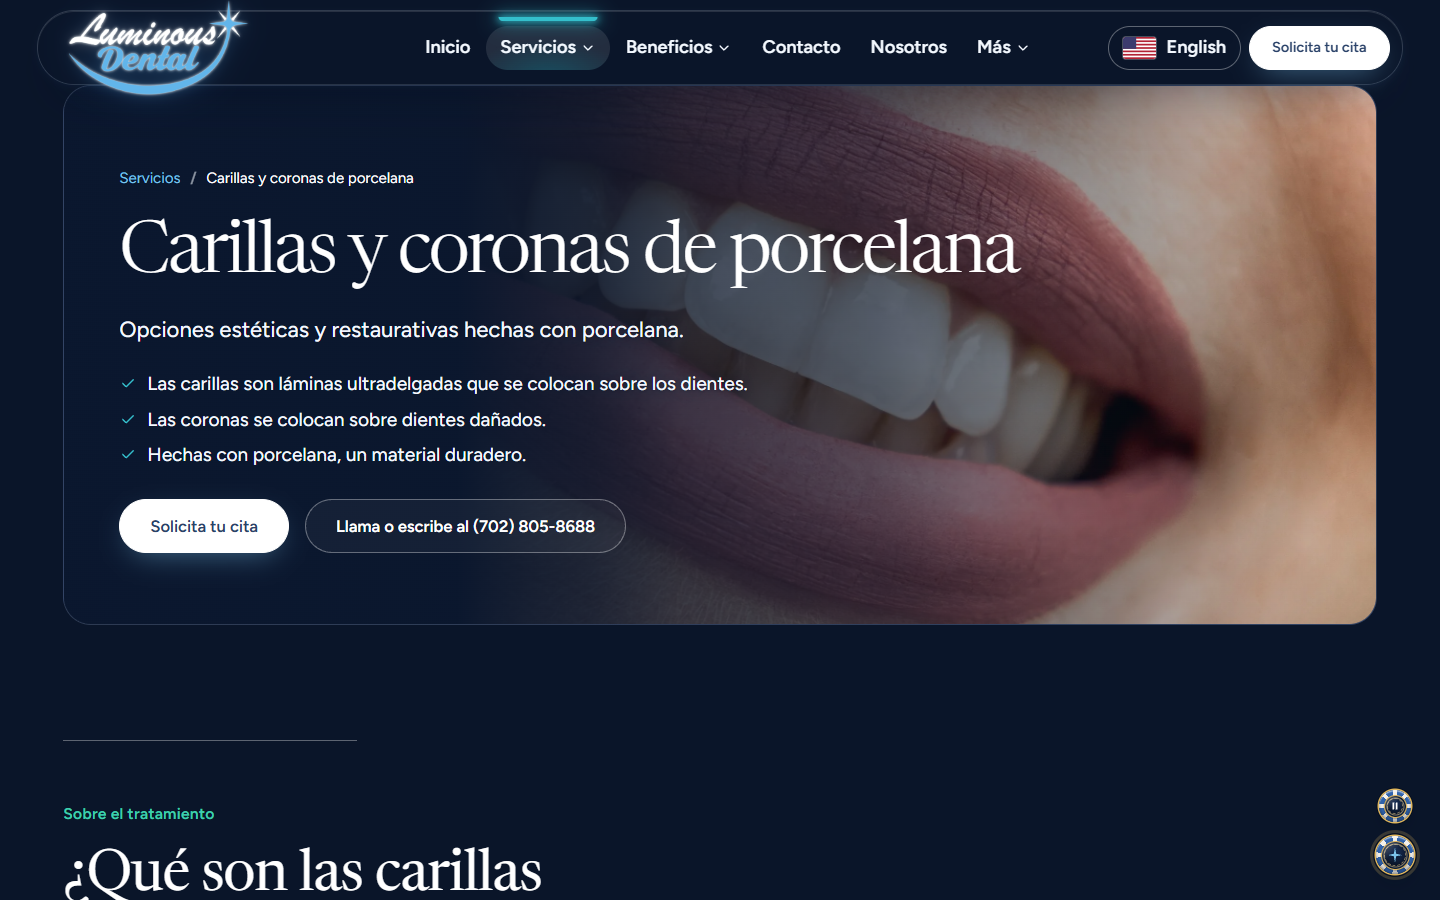 Luminous
Dental
Inicio
Servicios
Beneficios
Contacto
Nosotros
Más
English
Solicita tu cita
Servicios / Carillas y coronas de porcelana
Carillas y coronas de porcelana
Opciones estéticas y restaurativas hechas con porcelana.
Las carillas son láminas ultradelgadas que se colocan sobre los dientes.
Las coronas se colocan sobre dientes dañados.
Hechas con porcelana, un material duradero.
Solicita tu cita
Llama o escribe al (702) 805-8688
Sobre el tratamiento
¿Qué son las carillas